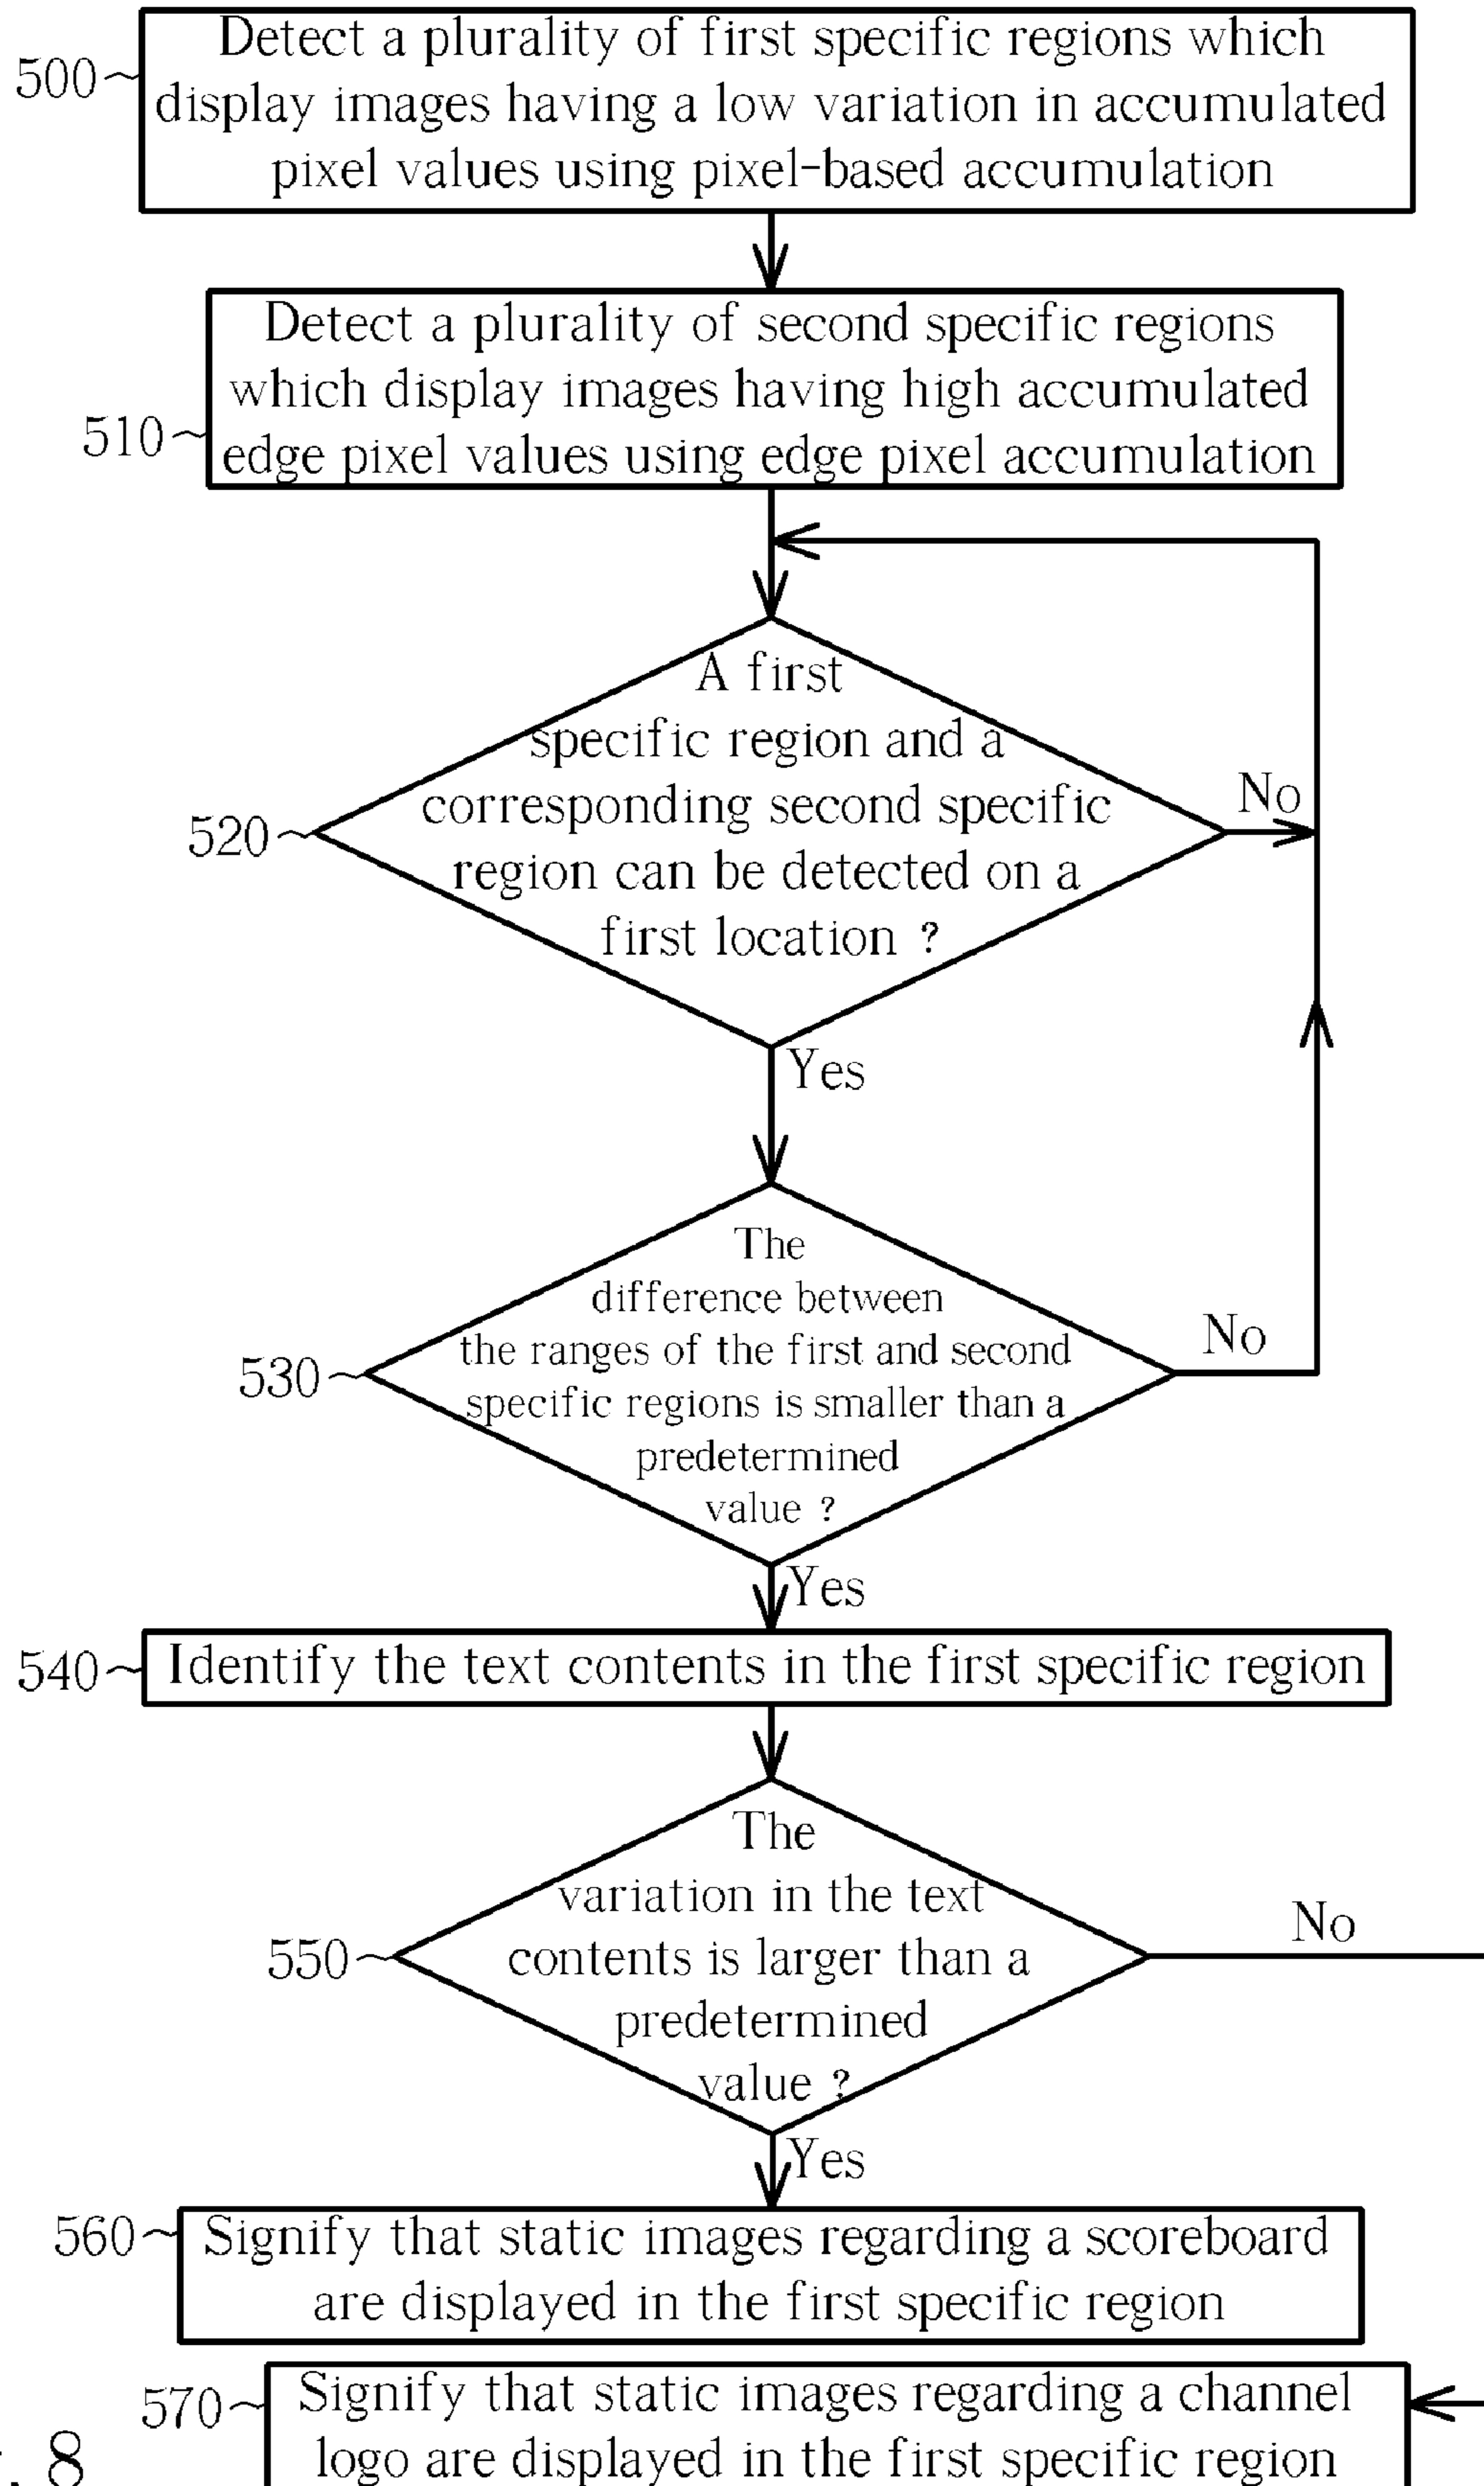 Detect a plurality of first specific regions which
500
display images having a low variation in accumulated
pixel values using pixel-based accumulation
Detect a plurality of second specific regions
which display images having high accumulated
510
edge pixel values using edge pixel accumulation
A first
specific region and a
corresponding second specific
No
520
region can be detected on a
first location ?
Yes
The
difference between
the ranges of the first and second
No
530
specific regions is smaller than a
predetermined
value ?
Yes
540
Identify the text contents in the first specific region
The
variation in the text
No
550
contents is larger than a
predetermined
value ?
Yes
560
Signify that static images regarding a scoreboard
are displayed in the first specific region
570
Signify that static images regarding a channel
logo are displayed in the first specific region
8